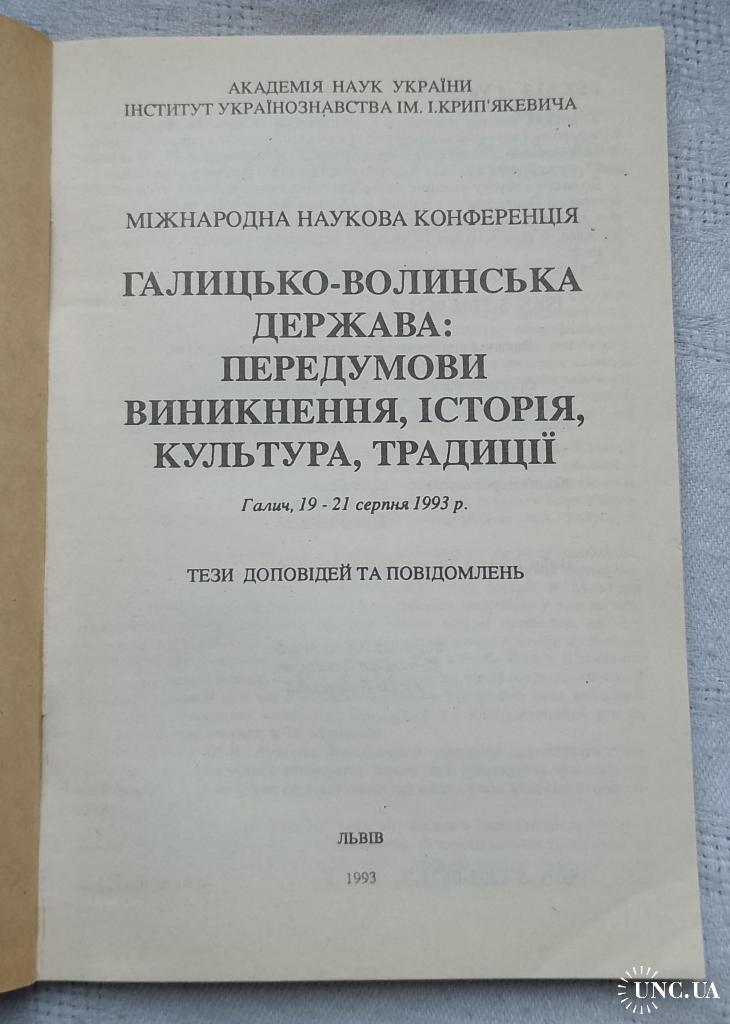 АКАДЕМІЯ НАУК УКРАЇНИ
ІНСТИТУТ УКРАЇНОЗНАВСТВА ІМ. І.КРИП'ЯКЕВИЧА
МІЖНАРОДНА НАУКОВА КОНФЕРЕНЦІЯ
ГАЛИЦЬКО-ВОЛИНСЬКА
ДЕРЖАВА:
ПЕРЕДУМОВИ
ВИНИКНЕННЯ, ІСТОРІЯ,
КУЛЬТУРА, ТРАДИЦІЇ
Галич, 19 - 21 серпня 1993 р.
ТЕЗИ ДОПОВІДЕЙ ТА ПОВІДОМЛЕНЬ
ЛЬВІВ
1993
UNC.UA